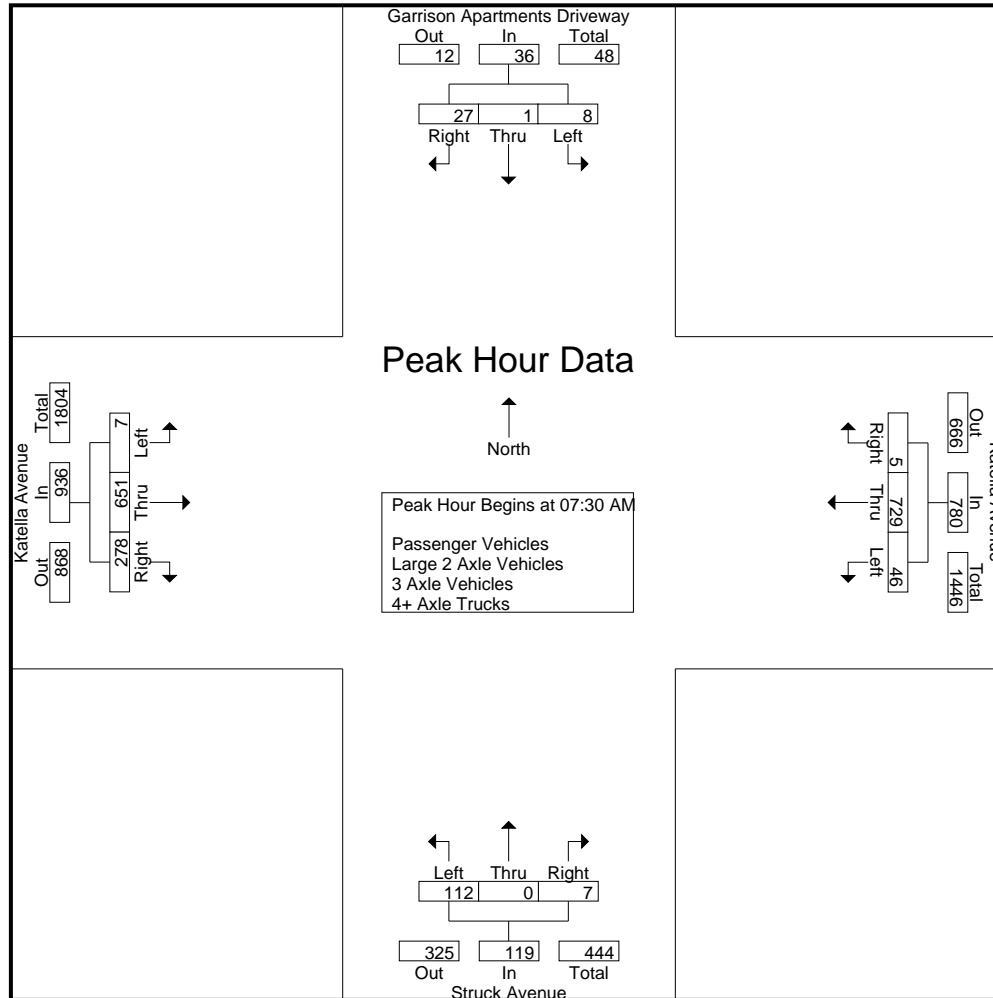 Garrison Apartments Driveway
Out In Total
12 36 48
27 1 8
Right Thru Left
Peak Hour Data
North
Peak Hour Begins at 07:30 AM
Passenger Vehicles
Large 2 Axle Vehicles
3 Axle Vehicles
4+ Axle Trucks
Katella Avenue
Total In Out
1804 936 868
7 651 278
Left Thru Right
Out In Total
666 780 1446
5 729 46
Right Thru Left
Left Thru Right
112 0 7
325 119 444
Out In Total
Struck Avenue